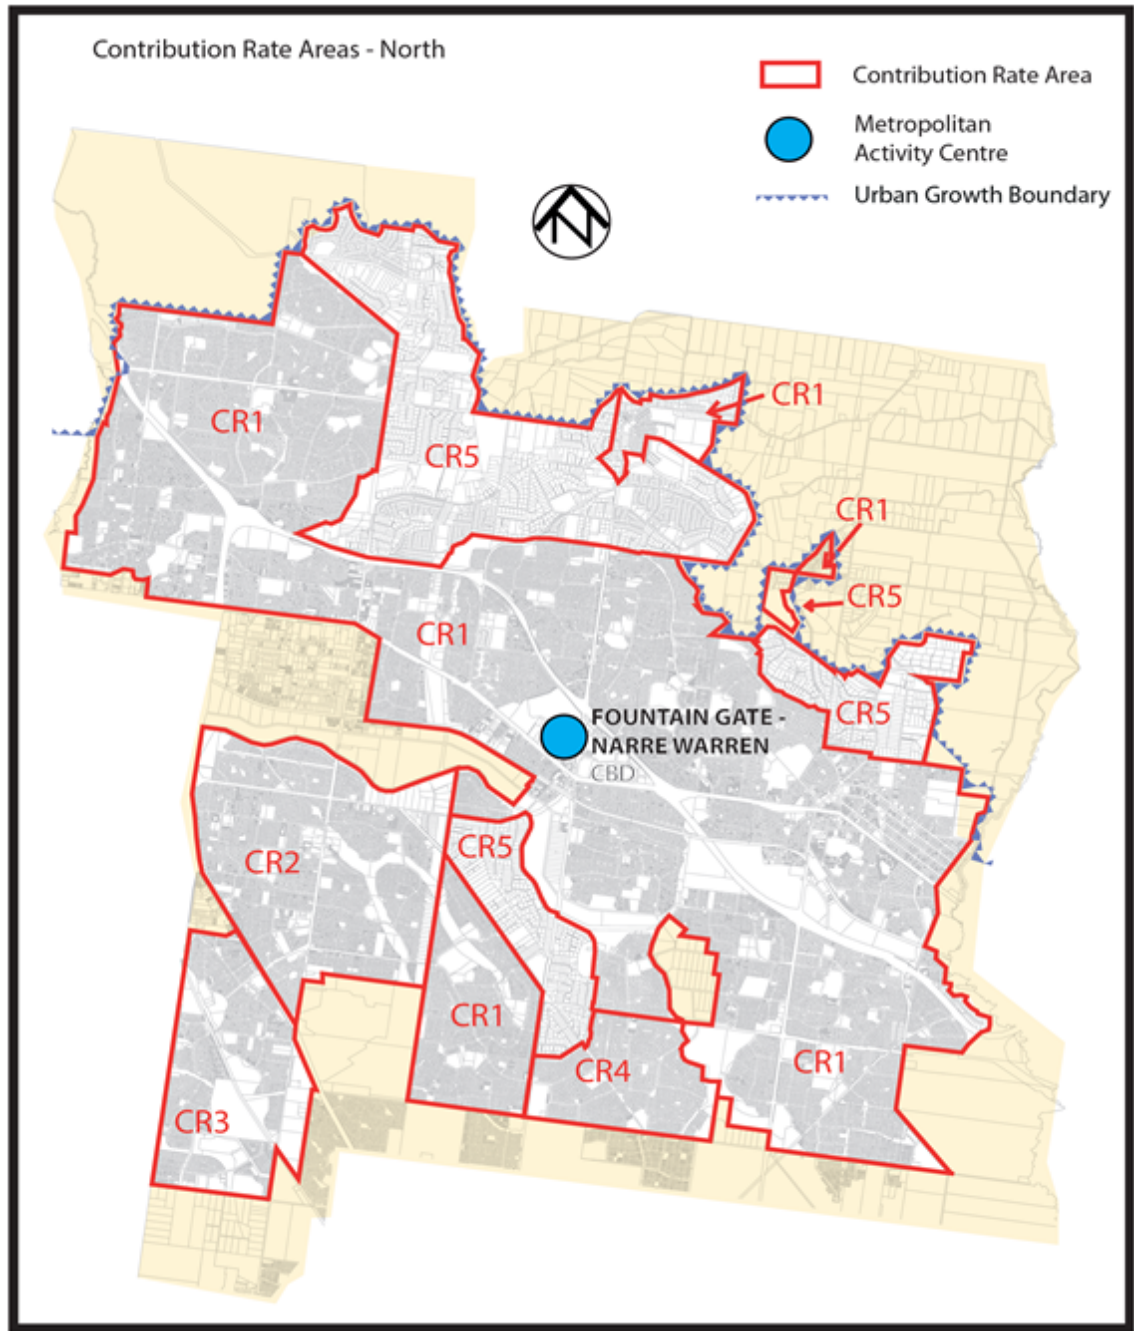 Contribution Rate Areas - North
Contribution Rate Area
Metropolitan
Activity Centre
Urban Growth Boundary
N
CR1
CR1
CR5
CR1
CR5
CR1
CR5
FOUNTAIN GATE -
NARRE WARREN
CBD
CR5
CR2
CR1
CR4
CR1
CR3